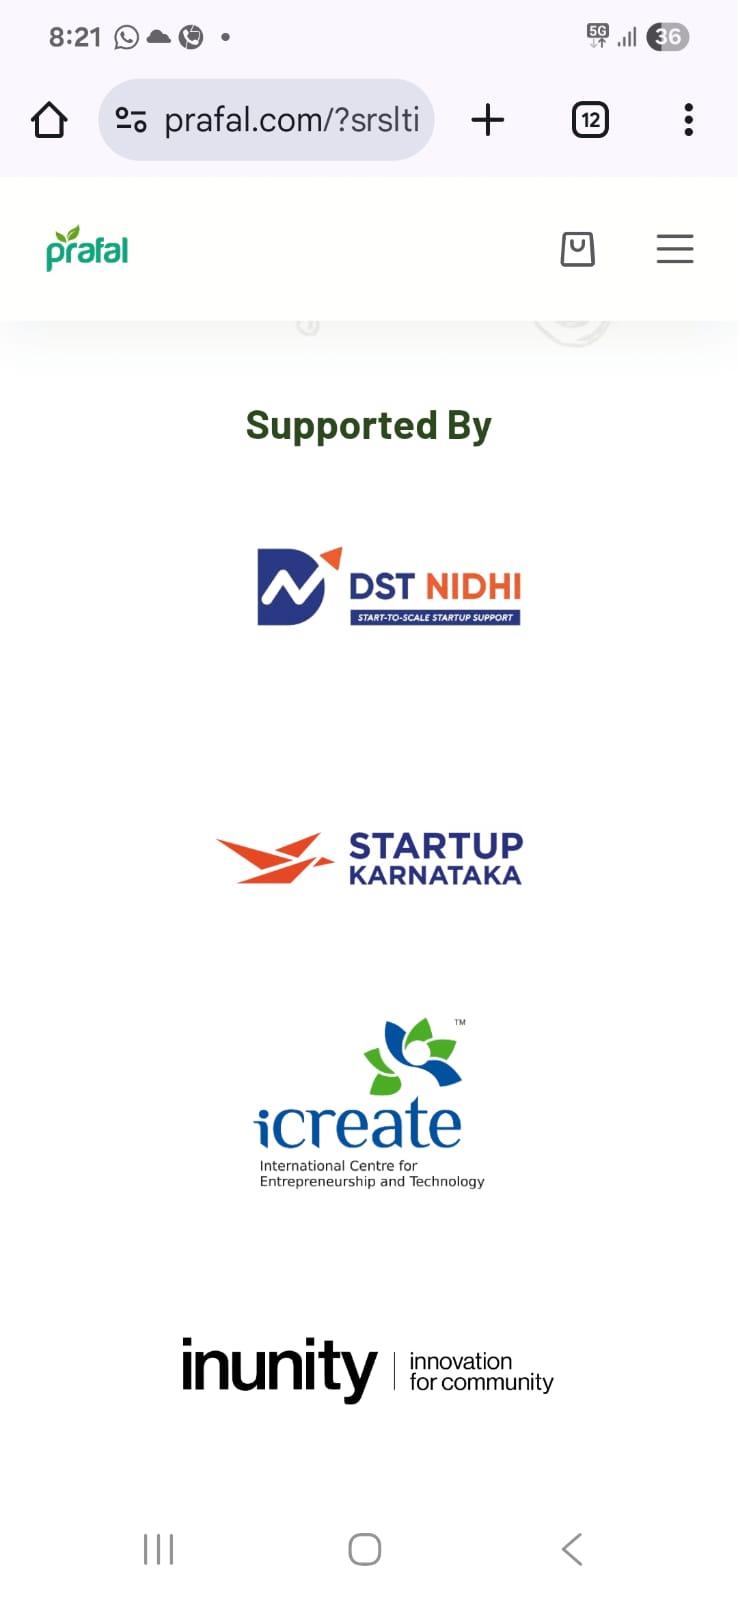 8:21
5G
36
prafal.com/?srslti
12
prafal
Supported By
DST NIDHI
START-TO-SCALE STARTUP SUPPORT
STARTUP
KARNATAKA
TM
icreate
International Centre for
Entrepreneurship and Technology
inunity
innovation
for community